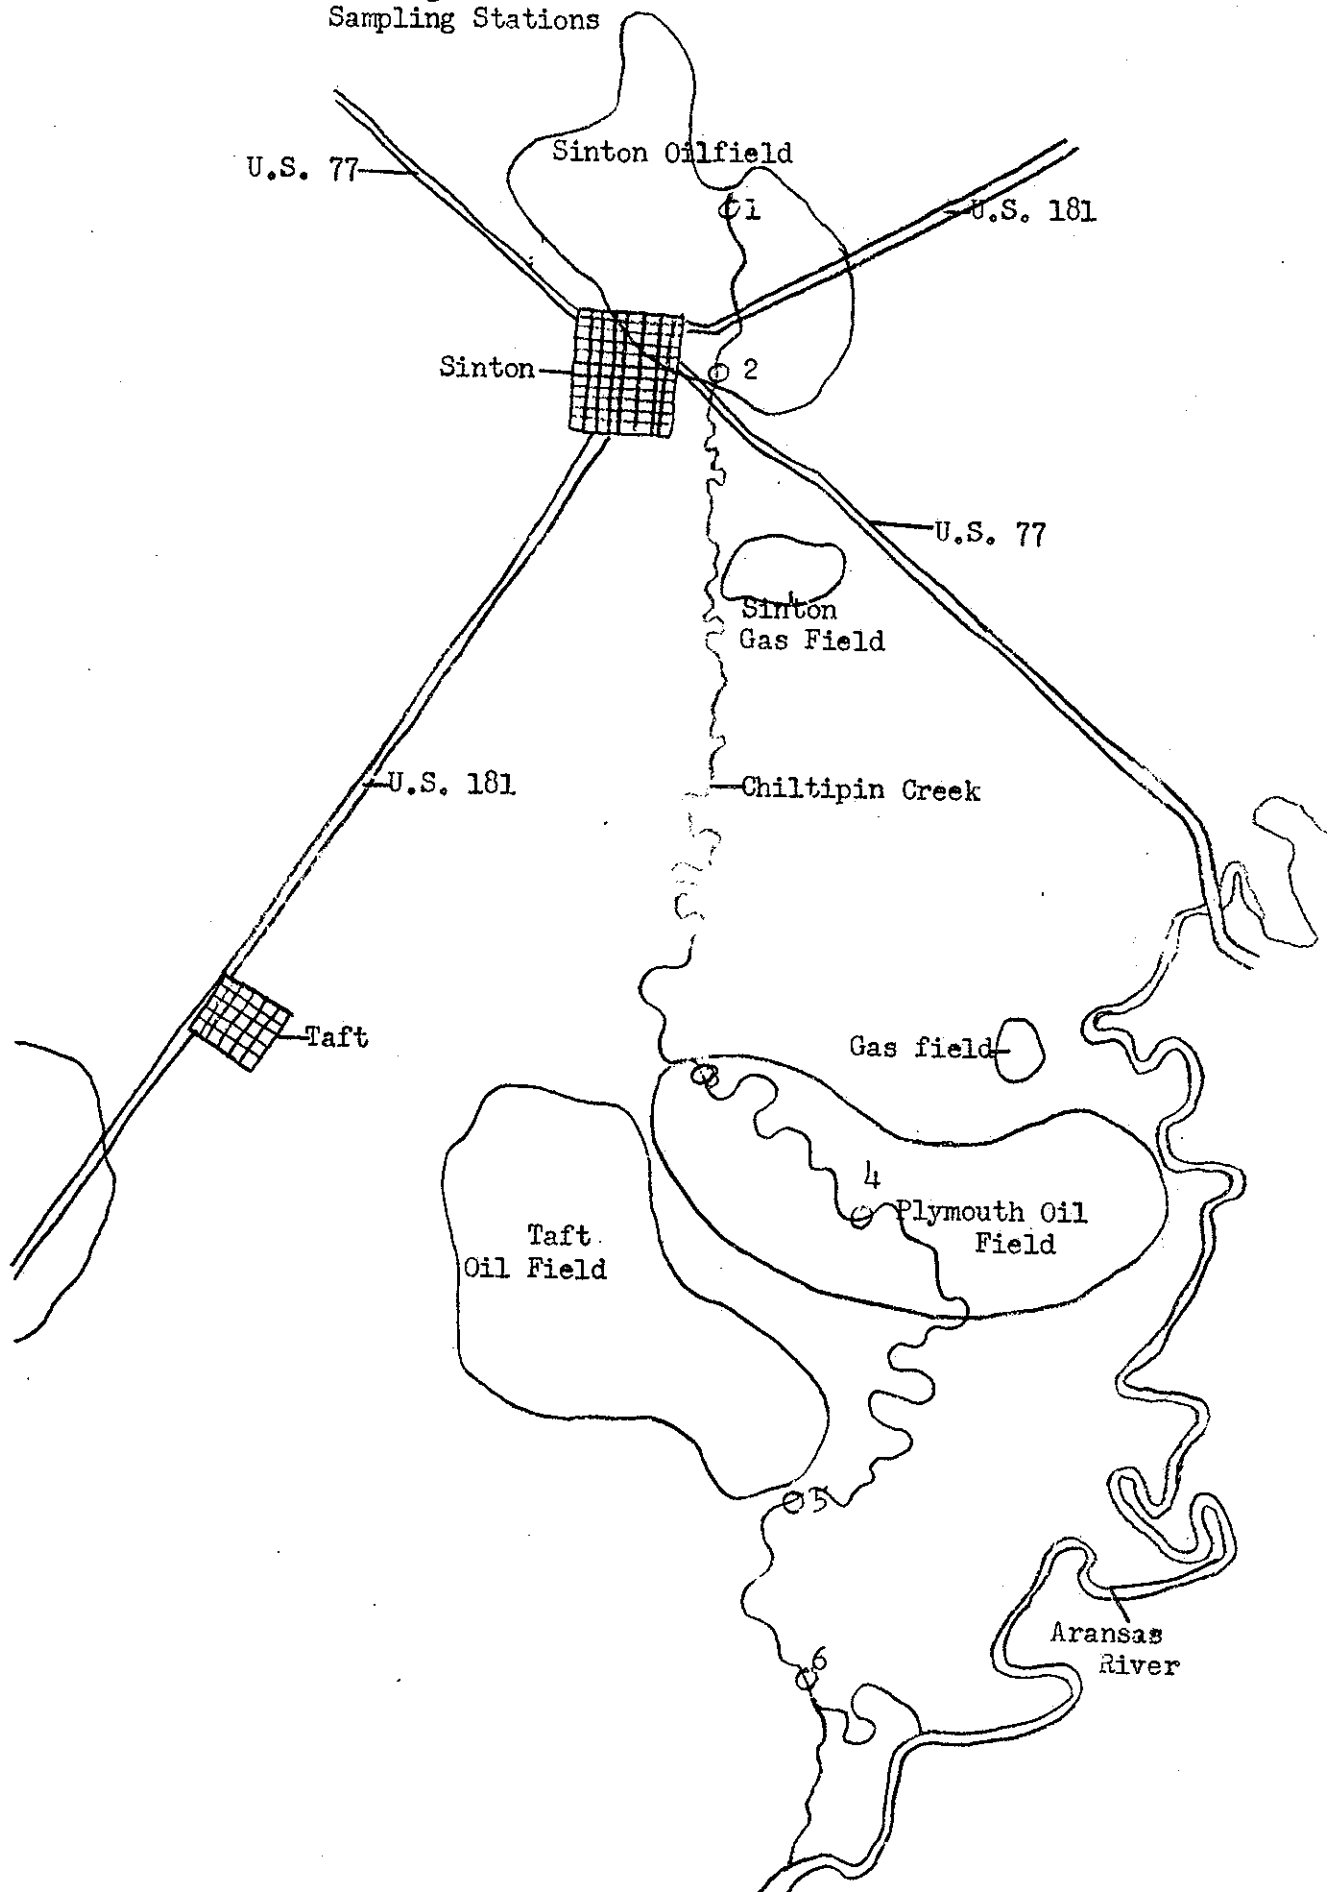 Sampling Stations
Sinton Oilfield
U.S. 77
1
U.S. 181
Sinton
2
U.S. 77
Sinton
Gas Field
U.S. 181
Chiltipin Creek
Taft
Gas field
4
Plymouth Oil
Field
Taft
Oil Field
5
6
Aransas
River